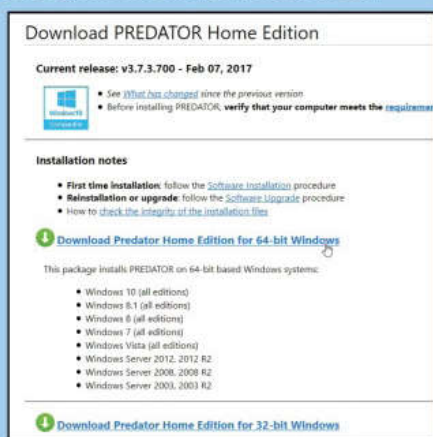 Download PREDATOR Home Edition
Current release: v3.7.3.700 - Feb 07, 2017
• See What has changed since the previous version
• Before installing PREDATOR, verify that your computer meets the requiremen
Windows10
Compatible
Installation notes
• First time installation: follow the Software Installation procedure
• Reinstallation or upgrade: follow the Software Upgrade procedure
• How to check the integrity of the installation files
Download Predator Home Edition for 64-bit Windows
This package installs PREDATOR on 64-bit based Windows systems:
• Windows 10 (all editions)
• Windows 8.1 (all editions)
• Windows 8 (all editions)
• Windows 7 (all editions)
• Windows Vista (all editions)
• Windows Server 2012, 2012 R2
• Windows Server 2008, 2008 R2
• Windows Server 2003, 2003 R2
Download Predator Home Edition for 32-bit Windows